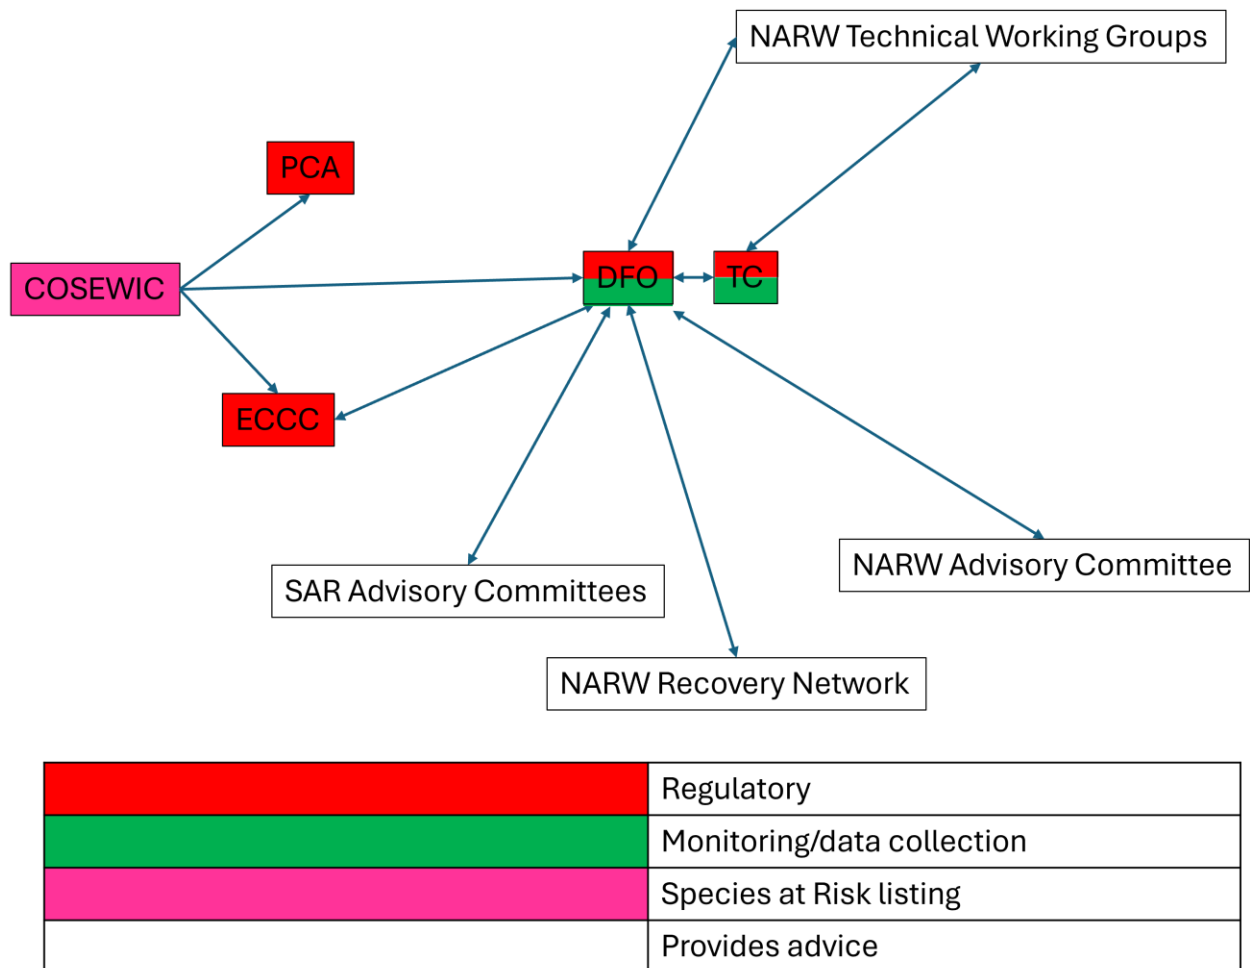 NARW Technical Working Groups
PCA
COSEWIC
DFO
TC
ECCC
SAR Advisory Committees
NARW Advisory Committee
NARW Recovery Network
Regulatory
Monitoring/data collection
Species at Risk listing
Provides advice